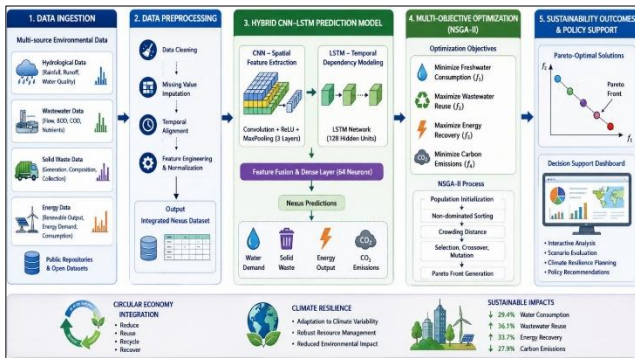 1. DATA INGESTION
Multi-source Environmental Data
Hydrological Data
(Rainfall, Runoff,
Water Quality)
Wastewater Data
(Flow, BOD, COD,
Nutrients)
Solid Waste Data
(Generation, Composition,
Collection)
Energy Data
(Renewable Output,
Energy Demand,
Consumption)
Public Repositories
& Open Datasets
2. DATA PREPROCESSING
Data Cleaning
Missing Value
Imputation
Temporal
Alignment
Feature Engineering
& Normalization
Output
Integrated Nexus Dataset
3. HYBRID CNN–LSTM PREDICTION MODEL
CNN – Spatial
Feature Extraction
Convolution + ReLU +
MaxPooling (3 Layers)
LSTM – Temporal
Dependency Modeling
LSTM Network
(128 Hidden Units)
Feature Fusion & Dense Layer (64 Neurons)
Nexus Predictions
Water
Demand
Solid
Waste
Energy
Output
CO₂
CO₂
Emissions
4. MULTI-OBJECTIVE OPTIMIZATION
(NSGA-II)
Optimization Objectives
Minimize Freshwater
Consumption (f₁)
Maximize Wastewater
Reuse (f₂)
Maximize Energy
Recovery (f₃)
CO₂
Minimize Carbon
Emissions (f₄)
NSGA-II Process
Population Initialization
Non-dominated Sorting
Crowding Distance
Selection, Crossover,
Mutation
Pareto Front Generation
5. SUSTAINABILITY OUTCOMES
& POLICY SUPPORT
Pareto-Optimal Solutions
f₂
Pareto
Front
f₁
Decision Support Dashboard
• Interactive Analysis
• Scenario Evaluation
• Climate Resilience Planning
• Policy Recommendations
CIRCULAR ECONOMY
INTEGRATION
• Reduce
• Reuse
• Recycle
• Recover
CLIMATE RESILIENCE
• Adaptation to Climate Variability
• Robust Resource Management
• Reduced Environmental Impact
SUSTAINABLE IMPACTS
↓ 29.4% Water Consumption
↑ 36.1% Wastewater Reuse
↑ 33.7% Energy Recovery
↓ 27.9% Carbon Emissions